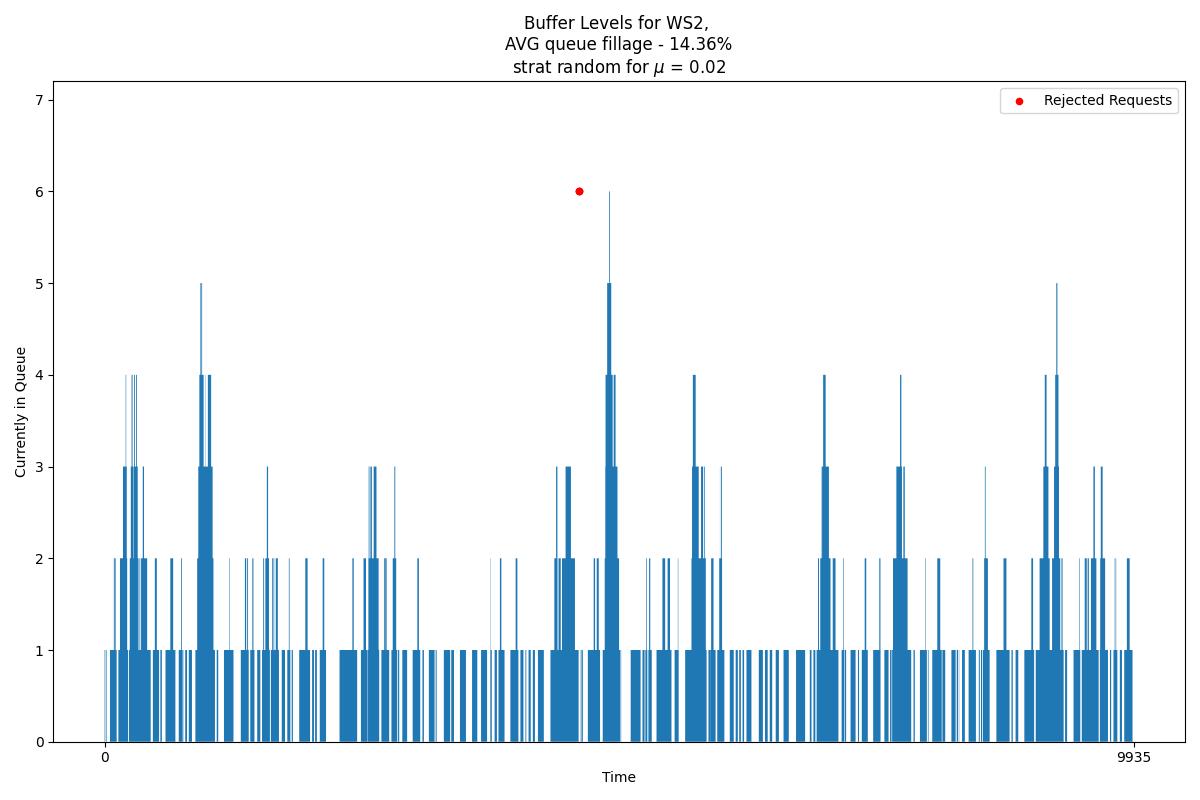 Buffer Levels for WS2,
AVG queue fillage - 14.36%
strat random for μ = 0.02
Rejected Requests
7
6
5
4
3
2
1
0
Currently in Queue
0 9935
Time